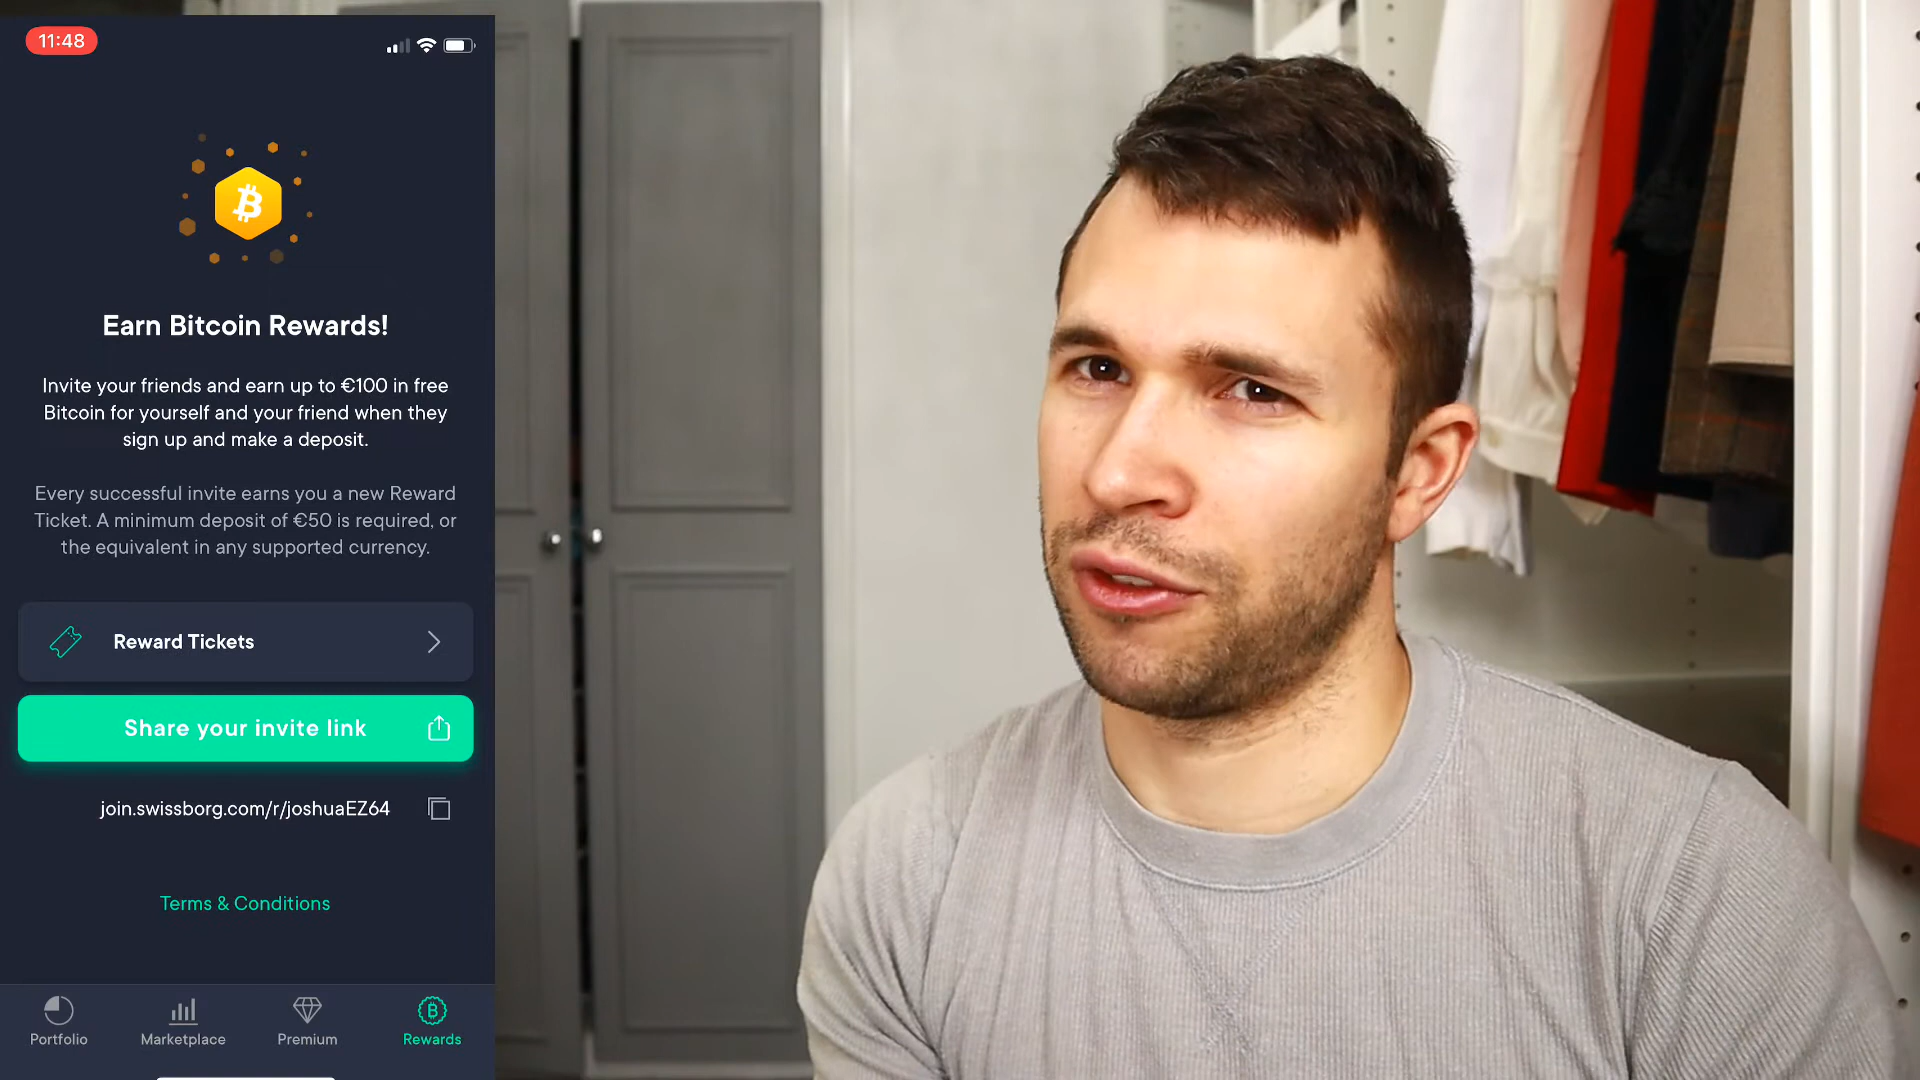 11:48
Earn Bitcoin Rewards!
Invite your friends and earn up to €100 in free
Bitcoin for yourself and your friend when they
sign up and make a deposit.
Every successful invite earns you a new Reward
Ticket. A minimum deposit of €50 is required, or
the equivalent in any supported currency.
Reward Tickets
Share your invite link
join.swissborg.com/r/joshuaEZ64
Terms & Conditions
Portfolio
Marketplace
Premium
Rewards